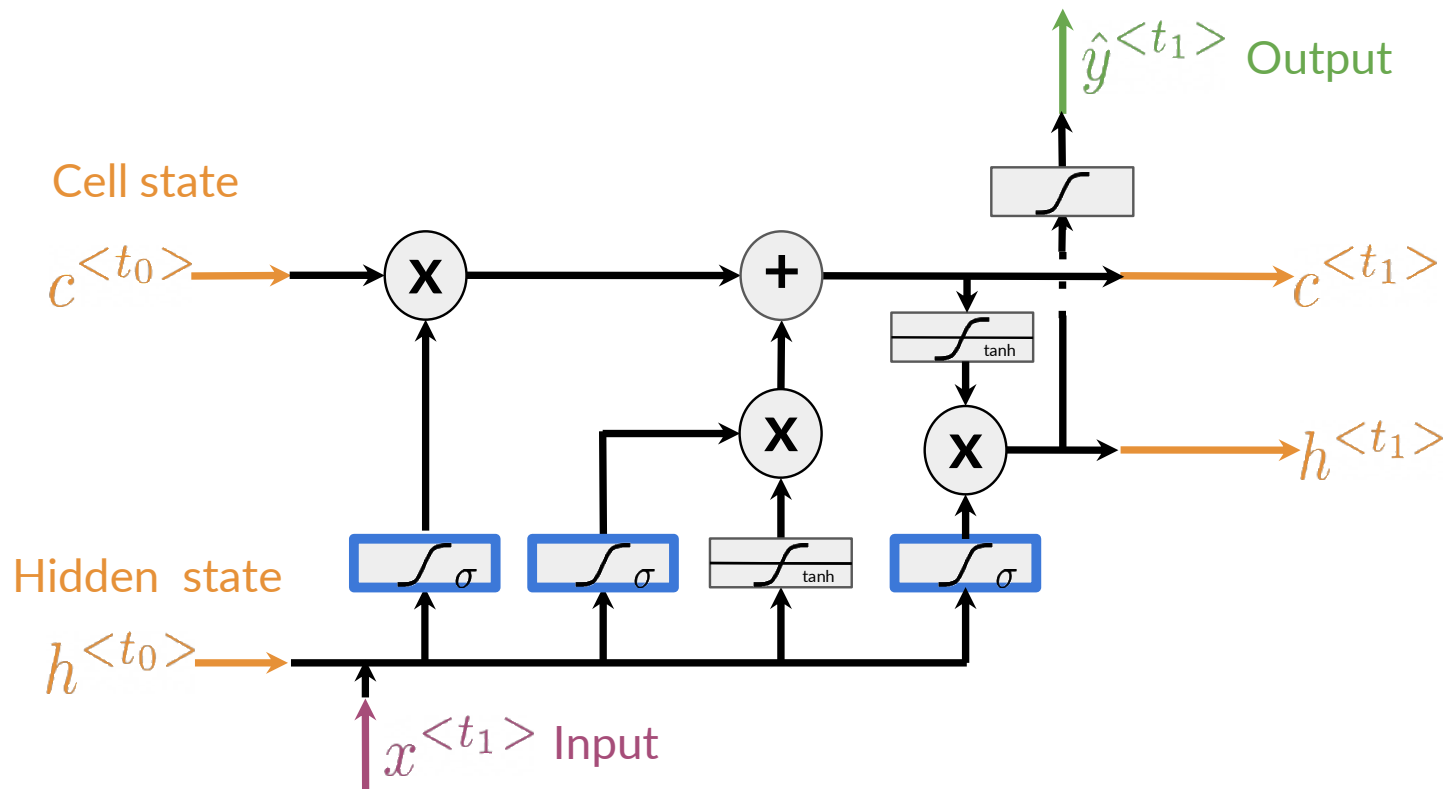 ŷ<t₁> Output
Cell state
c<t₀>
x
+
c<t₁>
tanh
x
x
h<t₁>
Hidden state
σ
σ
tanh
σ
h<t₀>
x<t₁> Input